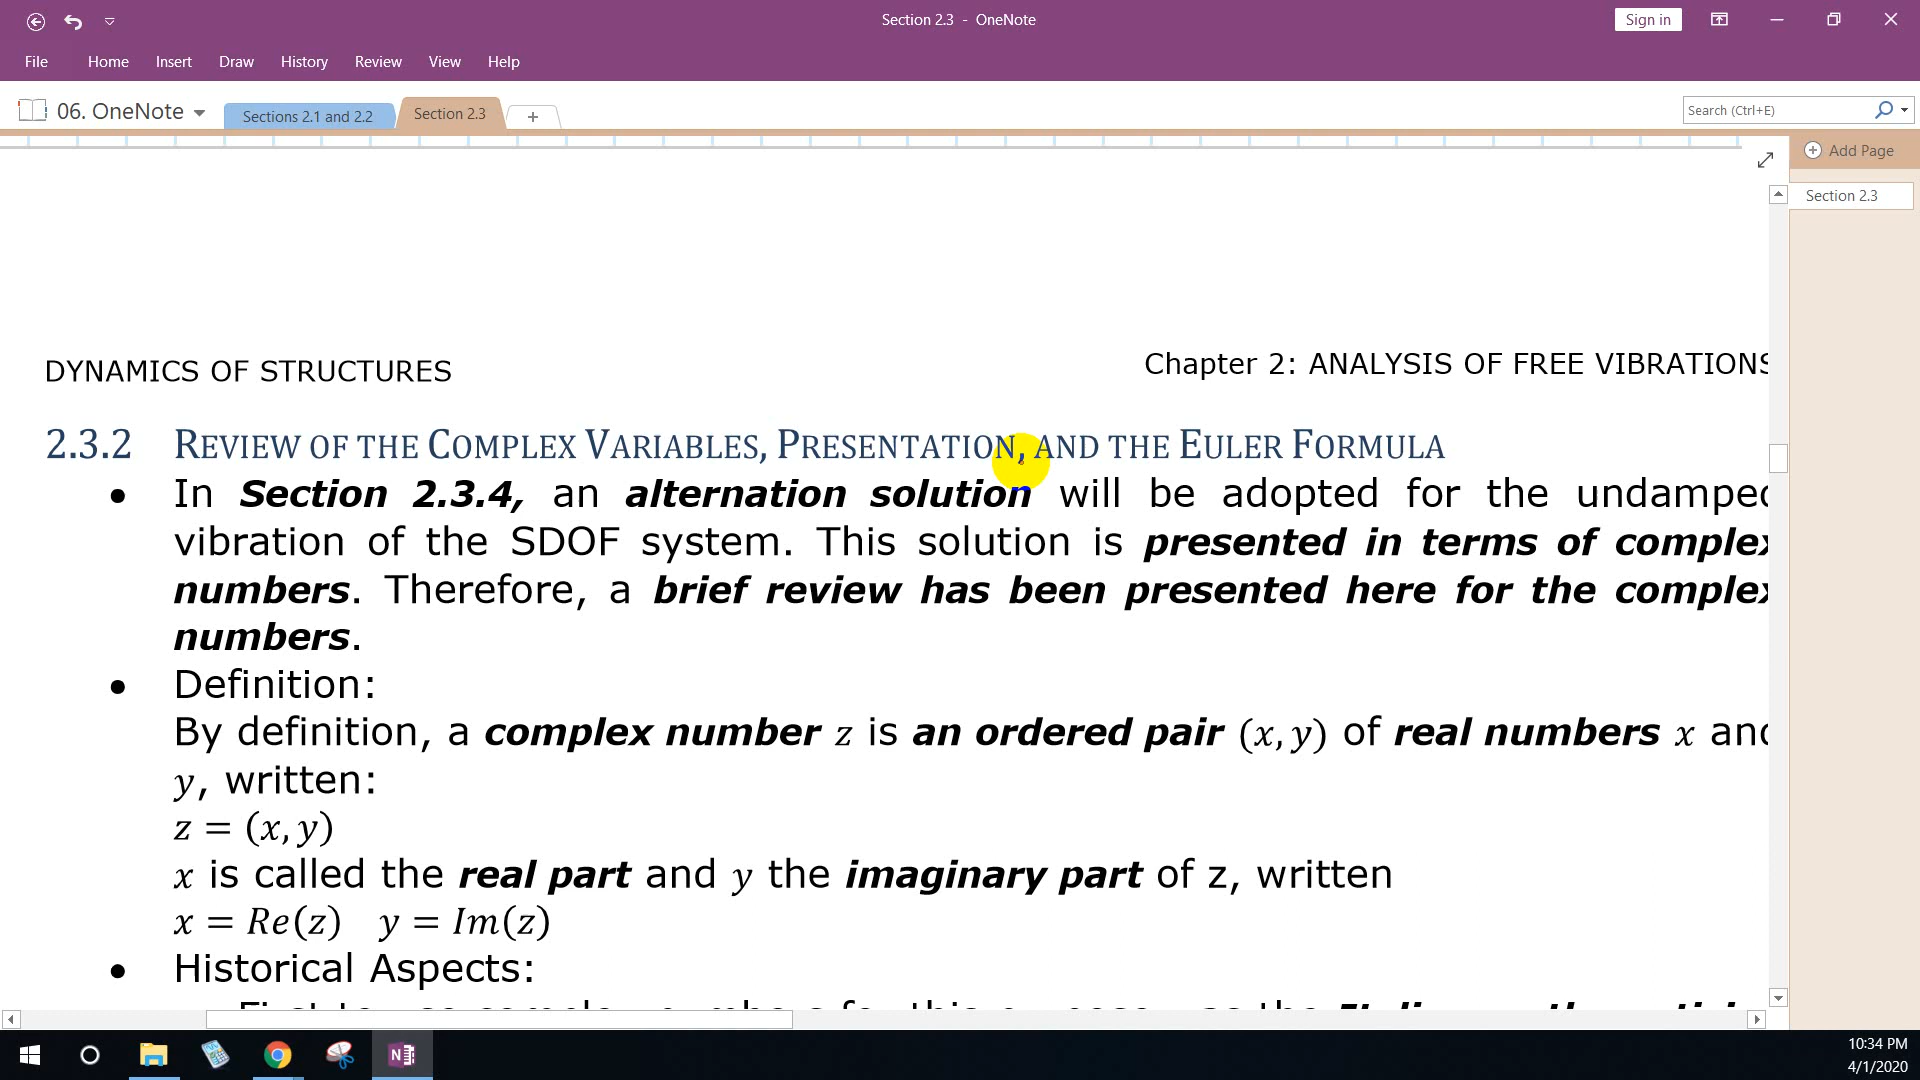 Section 2.3 - OneNote
Sign in
File Home Insert Draw History Review View Help
06. OneNote
Sections 2.1 and 2.2
Section 2.3
+
Search (Ctrl+E)
Add Page
Section 2.3
DYNAMICS OF STRUCTURES
Chapter 2: ANALYSIS OF FREE VIBRATIONS
2.3.2 REVIEW OF THE COMPLEX VARIABLES, PRESENTATION, AND THE EULER FORMULA
• In Section 2.3.4, an alternation solution will be adopted for the undamped
vibration of the SDOF system. This solution is presented in terms of complex
numbers. Therefore, a brief review has been presented here for the complex
numbers.
• Definition:
By definition, a complex number z is an ordered pair (x, y) of real numbers x and
y, written:
z = (x, y)
x is called the real part and y the imaginary part of z, written
x = Re(z) y = Im(z)
• Historical Aspects:
10:34 PM
4/1/2020